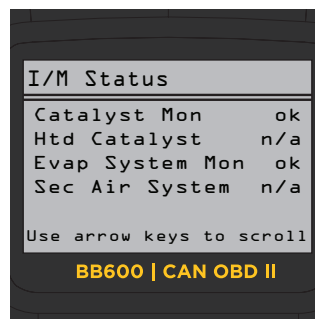 I/M Status
Catalyst Mon ok
Htd Catalyst n/a
Evap System Mon ok
Sec Air System n/a
Use arrow keys to scroll
BB600 | CAN OBD II